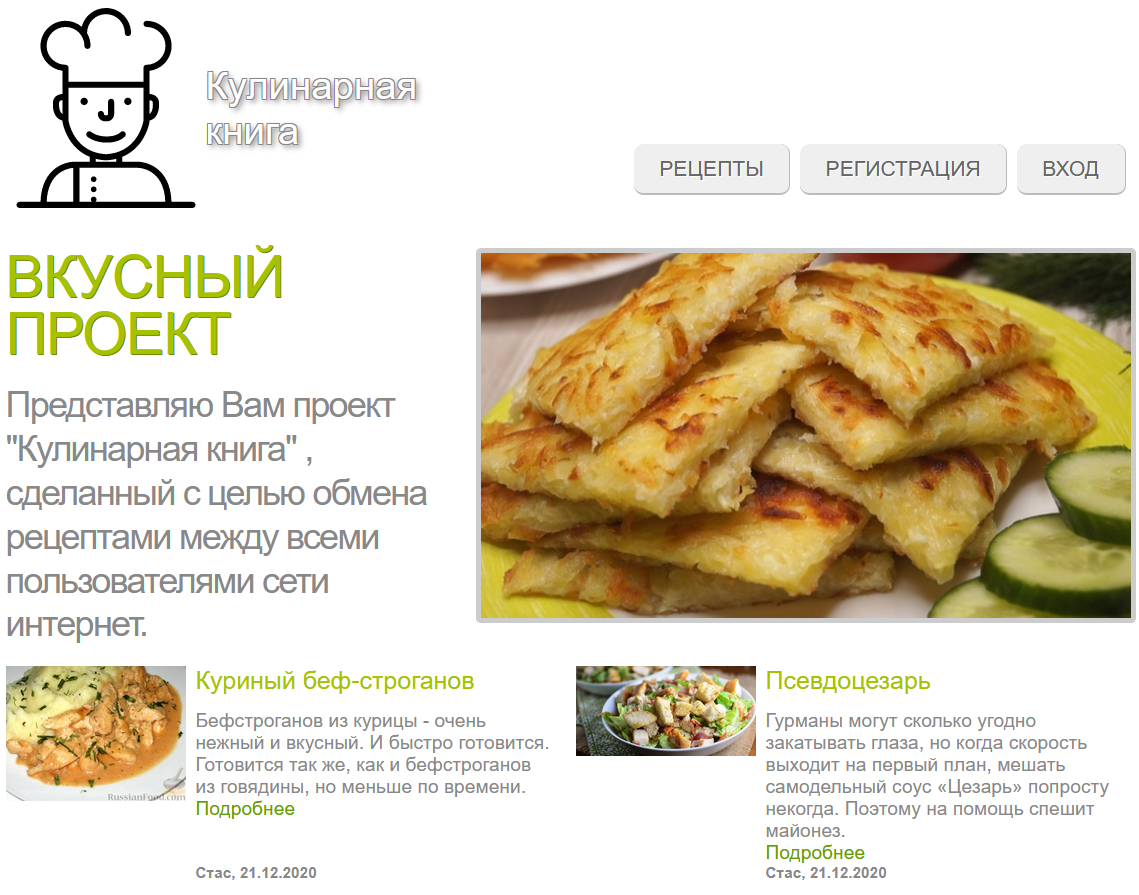 Кулинарная
книга
РЕЦЕПТЫ РЕГИСТРАЦИЯ ВХОД
ВКУСНЫЙ
ПРОЕКТ
Представляю Вам проект
"Кулинарная книга" ,
сделанный с целью обмена
рецептами между всеми
пользователями сети
интернет.
Куриный беф-строганов
Бефстроганов из курицы - очень
нежный и вкусный. И быстро готовится.
Готовится так же, как и бефстроганов
из говядины, но меньше по времени.
Подробнее
Стас, 21.12.2020
RussianFood.com
Псевдоцезарь
Гурманы могут сколько угодно
закатывать глаза, но когда скорость
выходит на первый план, мешать
самодельный соус «Цезарь» попросту
некогда. Поэтому на помощь спешит
майонез.
Подробнее
Стас, 21.12.2020